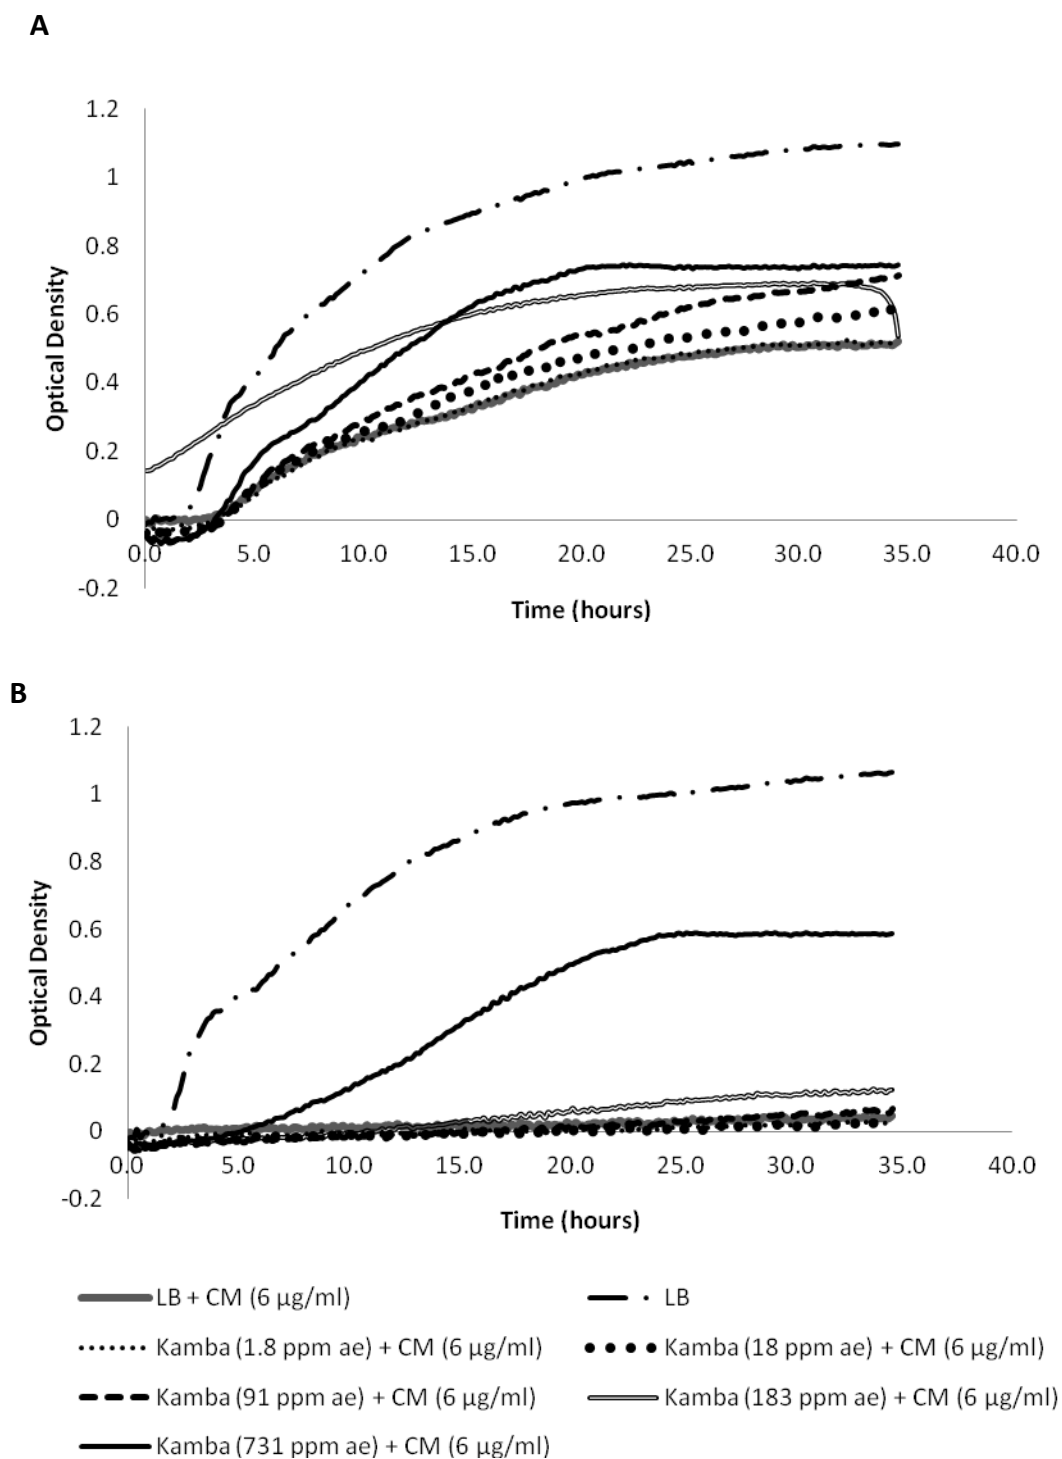 A
1.2
1
0.8
0.6
0.4
0.2
0
-0.2
Optical Density
0.0 5.0 10.0 15.0 20.0 25.0 30.0 35.0 40.0
Time (hours)
B
1.2
1
0.8
0.6
0.4
0.2
0
-0.2
Optical Density
0.0 5.0 10.0 15.0 20.0 25.0 30.0 35.0 40.0
Time (hours)
LB + CM (6 µg/ml) LB
Kamba (1.8 ppm ae) + CM (6 µg/ml) Kamba (18 ppm ae) + CM (6 µg/ml)
Kamba (91 ppm ae) + CM (6 µg/ml) Kamba (183 ppm ae) + CM (6 µg/ml)
Kamba (731 ppm ae) + CM (6 µg/ml)